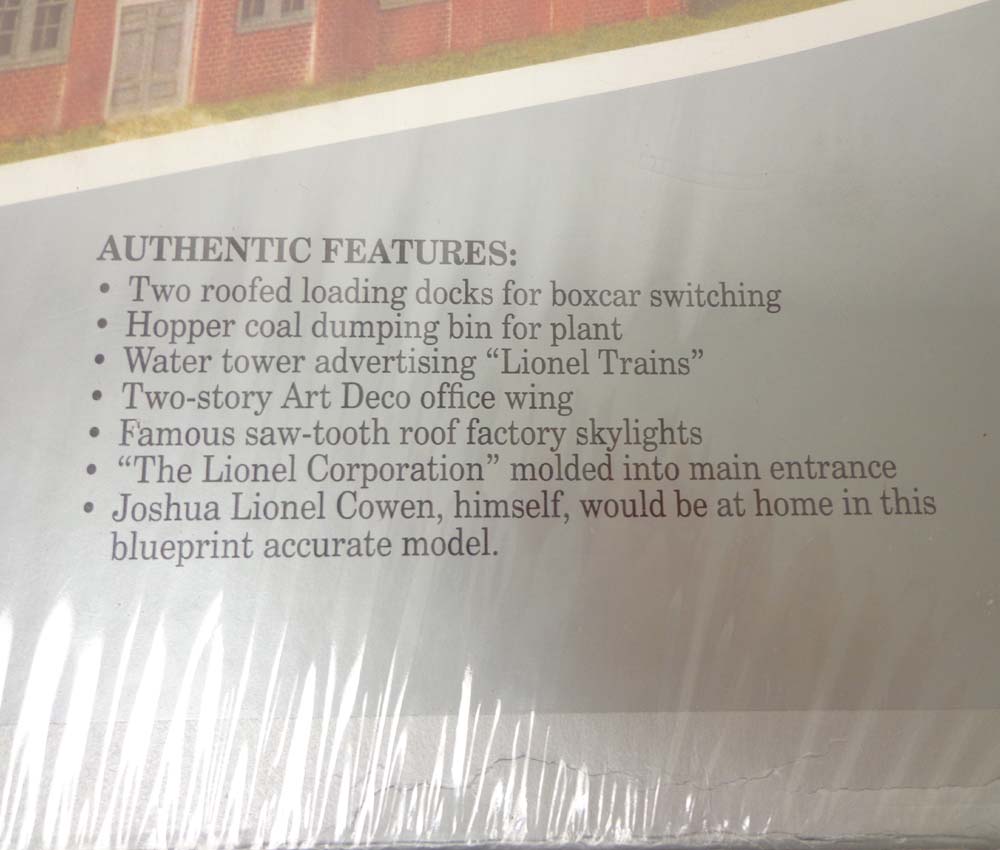 AUTHENTIC FEATURES:
• Two roofed loading docks for boxcar switching
• Hopper coal dumping bin for plant
• Water tower advertising “Lionel Trains”
• Two-story Art Deco office wing
• Famous saw-tooth roof factory skylights
• “The Lionel Corporation” molded into main entrance
• Joshua Lionel Cowen, himself, would be at home in this
blueprint accurate model.